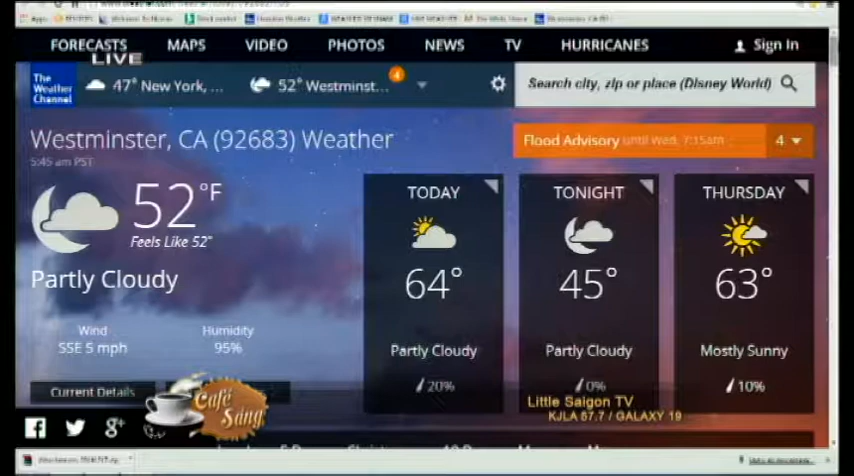 FORECASTS MAPS VIDEO PHOTOS NEWS TV HURRICANES Sign In
LIVE
The Weather Channel
47° New York, ...
52° Westminst...
4
Search city, zip or place (Disney World)
Westminster, CA (92683) Weather
5:45 am PST
Flood Advisory until Wed, 7:15am
4
52°F
Feels Like 52°
Partly Cloudy
Wind
SSE 5 mph
Humidity
95%
Current Details
TODAY
64°
Partly Cloudy
20%
TONIGHT
45°
Partly Cloudy
0%
THURSDAY
63°
Mostly Sunny
10%
Café
Sáng
Little Saigon TV
KJLA 57.7 / GALAXY 19